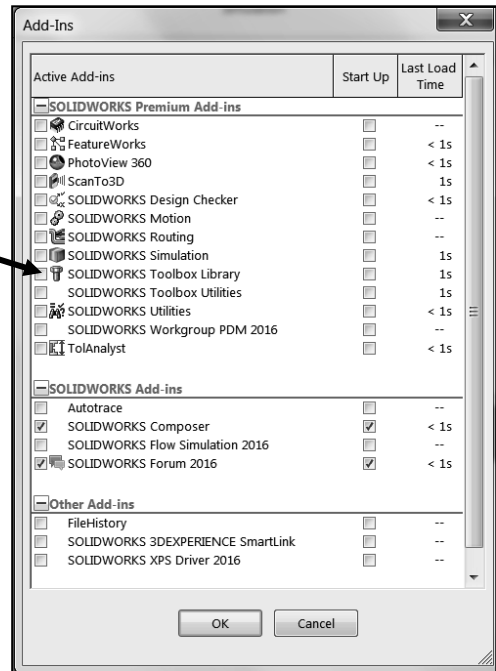 Add-Ins
Active Add-ins Start Up Last Load Time
SOLIDWORKS Premium Add-ins
CircuitWorks --
FeatureWorks < 1s
PhotoView 360 < 1s
ScanTo3D 1s
SOLIDWORKS Design Checker < 1s
SOLIDWORKS Motion --
SOLIDWORKS Routing --
SOLIDWORKS Simulation 1s
SOLIDWORKS Toolbox Library 1s
SOLIDWORKS Toolbox Utilities 1s
SOLIDWORKS Utilities < 1s
SOLIDWORKS Workgroup PDM 2016 --
TolAnalyst < 1s
SOLIDWORKS Add-ins
Autotrace --
SOLIDWORKS Composer < 1s
SOLIDWORKS Flow Simulation 2016 --
SOLIDWORKS Forum 2016 < 1s
Other Add-ins
FileHistory --
SOLIDWORKS 3DEXPERIENCE SmartLink --
SOLIDWORKS XPS Driver 2016 --
OK Cancel